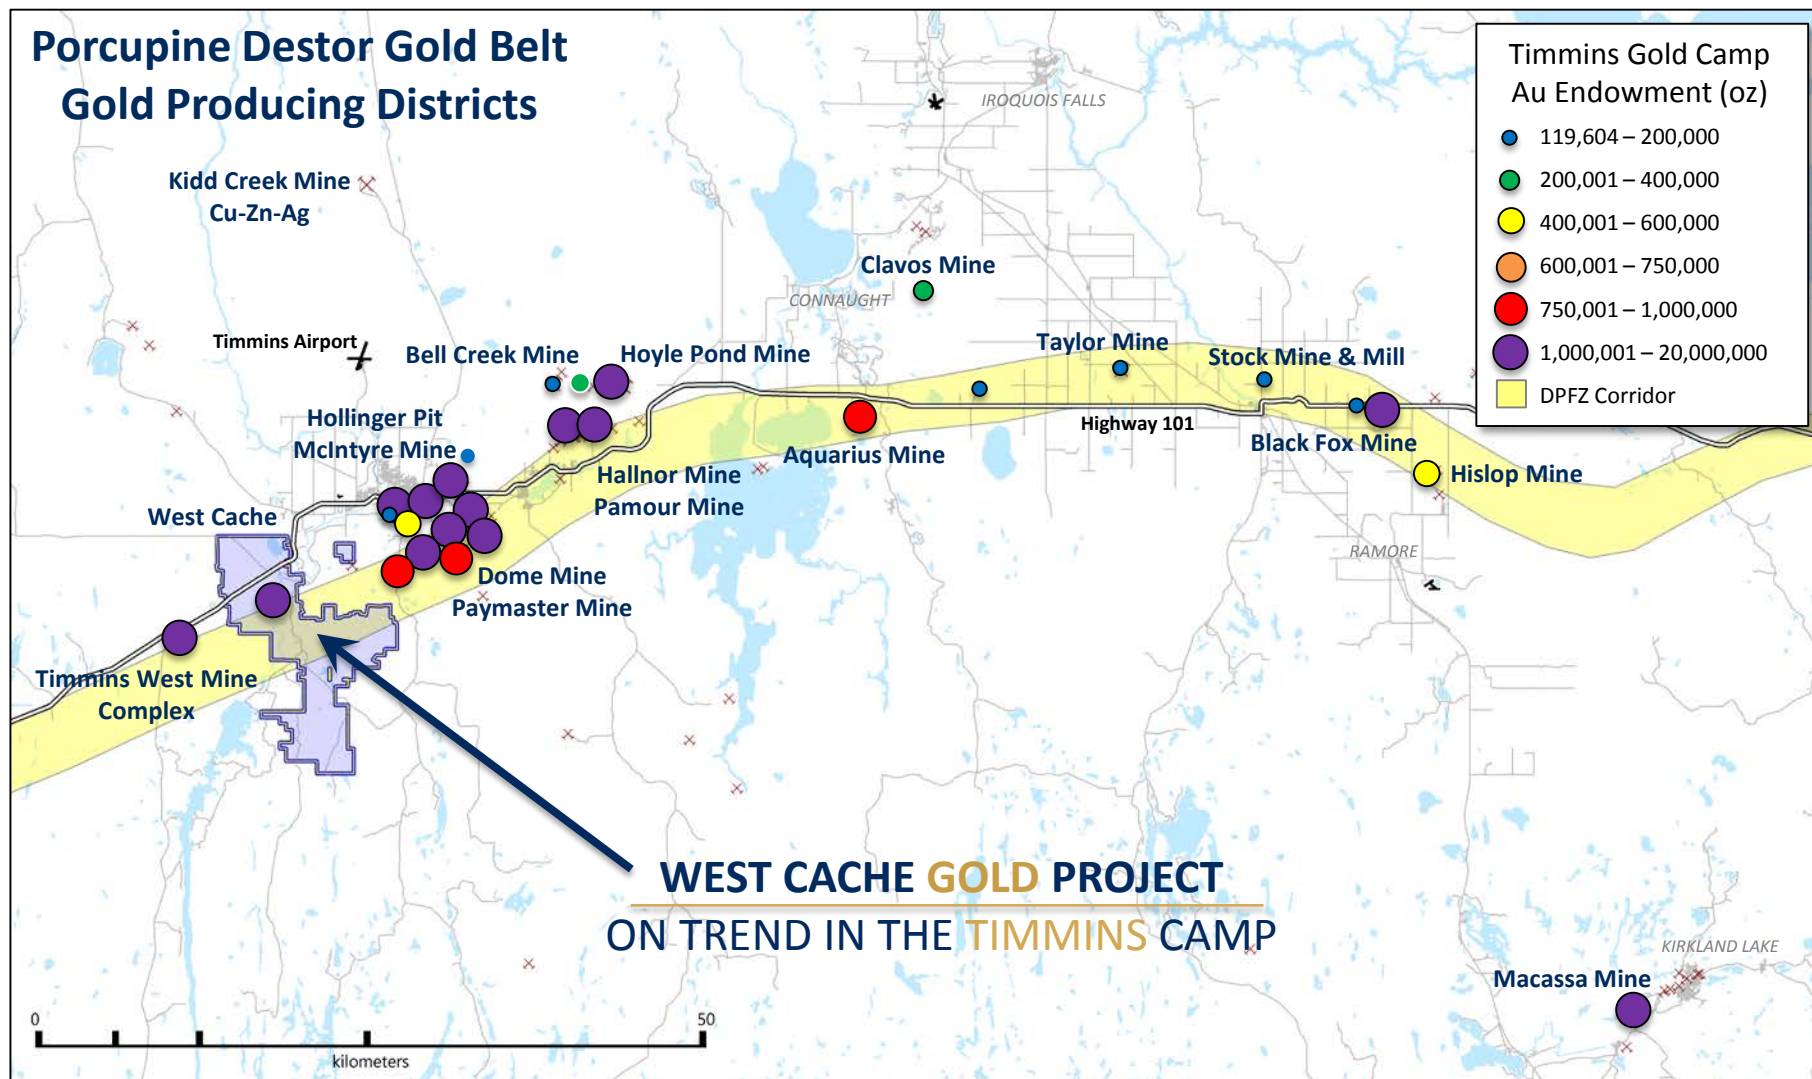 Porcupine Destor Gold Belt
Gold Producing Districts
Timmins Gold Camp
Au Endowment (oz)
119,604 – 200,000
200,001 – 400,000
400,001 – 600,000
600,001 – 750,000
750,001 – 1,000,000
1,000,001 – 20,000,000
DPFZ Corridor
IROQUOIS FALLS
Kidd Creek Mine
Cu-Zn-Ag
Clavos Mine
CONNAUGHT
Timmins Airport
Bell Creek Mine
Hoyle Pond Mine
Taylor Mine
Stock Mine & Mill
Hollinger Pit
McIntyre Mine
Highway 101
Black Fox Mine
Aquarius Mine
Hallnor Mine
Pamour Mine
Hislop Mine
West Cache
RAMORE
Dome Mine
Paymaster Mine
Timmins West Mine
Complex
WEST CACHE GOLD PROJECT
ON TREND IN THE TIMMINS CAMP
KIRKLAND LAKE
Macassa Mine
0
50
kilometers